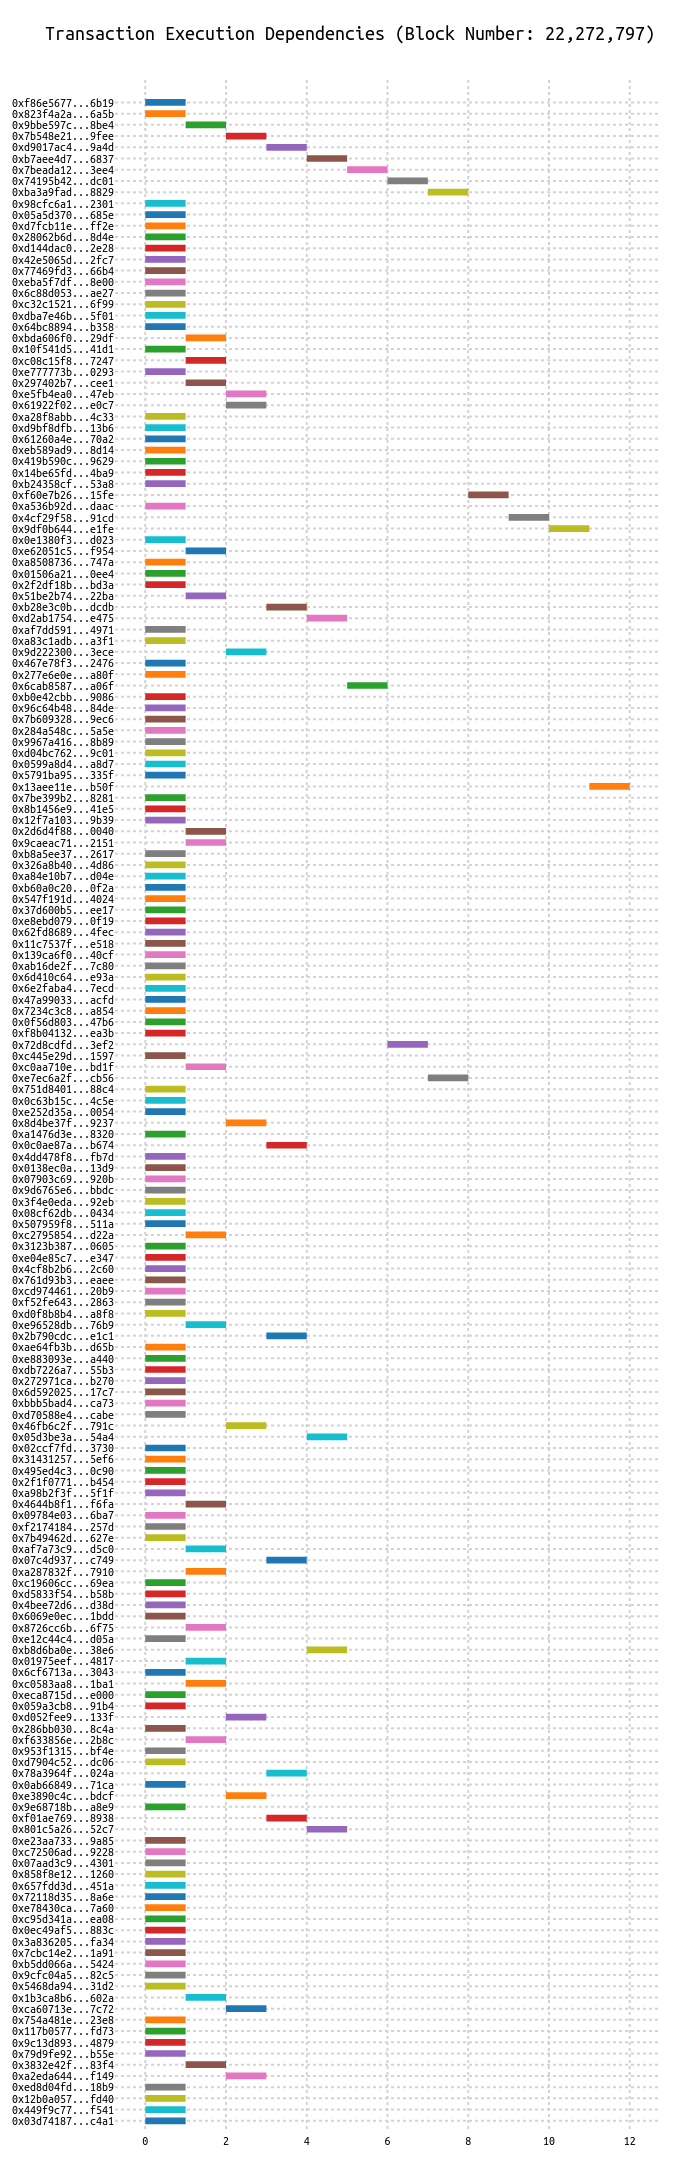 Transaction Execution Dependencies (Block Number: 22,272,797)
0xf86e5677...6b19
0x823f4a2a...6a5b
0x9bbe597c...8be4
0x7b548e21...9fee
0xd9017ac4...9a4d
0xb7aee4d7...6837
0x7beada12...3ee4
0x74195b42...dc01
0xba3a9fad...8829
0x98cfc6a1...2301
0x05a5d370...685e
0xd7fcb11e...ff2e
0x28062b6d...8d4e
0xd144dac0...2e28
0x42e5065d...2fc7
0x77469fd3...66b4
0xeba5f7df...8e00
0x6c88d053...ae27
0xc32c1521...6f99
0xdba7e46b...5f01
0x64bc8894...b358
0xbda606f0...29df
0x10f541d5...41d1
0xc08c15f8...7247
0xe777773b...0293
0x297402b7...cee1
0xe5fb4ea0...47eb
0x61922f02...e0c7
0xa28f8abb...4c33
0xd9bf8dfb...13b6
0x61260a4e...70a2
0xeb589ad9...8d14
0x419b590c...9629
0x14be65fd...4ba9
0xb24358cf...53a8
0xf60e7b26...15fe
0xa536b92d...daac
0x4cf29f58...91cd
0x9df0b644...e1fe
0x0e1380f3...d023
0xe62051c5...f954
0xa8508736...747a
0x01506a21...0ee4
0x2f2df18b...bd3a
0x51be2b74...22ba
0xb28e3c0b...dcdb
0xd2ab1754...e475
0xaf7dd591...4971
0xa83c1adb...a3f1
0x9d222300...3ece
0x467e78f3...2476
0x277e6e0e...a80f
0x6cab8587...a06f
0xb0e42cbb...9086
0x96c64b48...84de
0x7b609328...9ec6
0x284a548c...5a5e
0x9967a416...8b89
0xd04bc762...9c01
0x0599a8d4...a8d7
0x5791ba95...335f
0x13aee11e...b50f
0x7be399b2...8281
0x8b1456e9...41e5
0x12f7a103...9b39
0x2d6d4f88...0040
0x9caeac71...2151
0xb8a5ee37...2617
0x326a8b40...4d86
0xa84e10b7...d04e
0xb60a0c20...0f2a
0x547f191d...4024
0x37d600b5...ee17
0xe8ebd079...0f19
0x62fd8689...4fec
0x11c7537f...e518
0x139ca6f0...40cf
0xab16de2f...7c80
0x6d410c64...e93a
0x6e2faba4...7ecd
0x47a99033...acfd
0x7234c3c8...a854
0x0f56d803...47b6
0xf8b04132...ea3b
0x72d8cdfd...3ef2
0xc445e29d...1597
0xc0aa710e...bd1f
0xe7ec6a2f...cb56
0x751d8401...88c4
0x0c63b15c...4c5e
0xe252d35a...0054
0x8d4be37f...9237
0xa1476d3e...8320
0x0c0ae87a...b674
0x4dd478f8...fb7d
0x0138ec0a...13d9
0x07903c69...920b
0x9d6765e6...bbdc
0x3f4e0eda...92eb
0x08cf62db...0434
0x507959f8...511a
0xc2795854...d22a
0x3123b387...0605
0xe04e85c7...e347
0x4cf8b2b6...2c60
0x761d93b3...eaee
0xcd974461...20b9
0xf52fe643...2863
0xd0f8b8b4...a8f8
0xe96528db...76b9
0x2b790cdc...e1c1
0xae64fb3b...d65b
0xe883093e...a440
0xdb7226a7...55b3
0x272971ca...b270
0x6d592025...17c7
0xbbb5bad4...ca73
0xd70588e4...cabe
0x46fb6c2f...791c
0x05d3be3a...54a4
0x02ccf7fd...3730
0x31431257...5ef6
0x495ed4c3...0c90
0x2f1f0771...b454
0xa98b2f3f...5f1f
0x4644b8f1...f6fa
0x09784e03...6ba7
0xf2174184...257d
0x7b49462d...627e
0xaf7a73c9...d5c0
0x07c4d937...c749
0xa287832f...7910
0xc19606cc...69ea
0xd5833f54...b58b
0x4bee72d6...d38d
0x6069e0ec...1bdd
0x8726cc6b...6f75
0xe12c44c4...d05a
0xb8d6ba0e...38e6
0x01975eef...4817
0x6cf6713a...3043
0xc0583aa8...1ba1
0xeca8715d...e000
0x059a3cb8...91b4
0xd052fee9...133f
0x286bb030...8c4a
0xf633856e...2b8c
0x953f1315...bf4e
0xd7904c52...dc06
0x78a3964f...024a
0x0ab66849...71ca
0xe3890c4c...bdcf
0x9e68718b...a8e9
0xf01ae769...8938
0x801c5a26...52c7
0xe23aa733...9a85
0xc72506ad...9228
0x07aad3c9...4301
0x858f8e12...1260
0x657fdd3d...451a
0x72118d35...8a6e
0xe78430ca...7a60
0xc95d341a...ea08
0x0ec49af5...883c
0x3a836205...fa34
0x7cbc14e2...1a91
0xb5dd066a...5424
0x9cfc04a5...82c5
0x5468da94...31d2
0x1b3ca8b6...602a
0xca60713e...7c72
0x754a481e...23e8
0x117b0577...fd73
0x9c13d893...4879
0x79d9fe92...b55e
0x3832e42f...83f4
0xa2eda644...f149
0xed8d04fd...18b9
0x12b0a057...fd40
0x449f9c77...f541
0x03d74187...c4a1
0 2 4 6 8 10 12